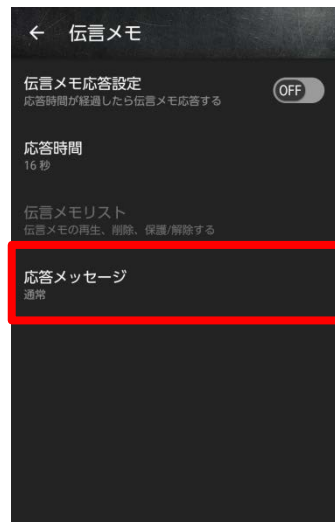 ← 伝言メモ
伝言メモ応答設定
OFF
応答時間が経過したら伝言メモ応答する
応答時間
16 秒
伝言メモリスト
伝言メモの再生、削除、保護/解除する
応答メッセージ
通常